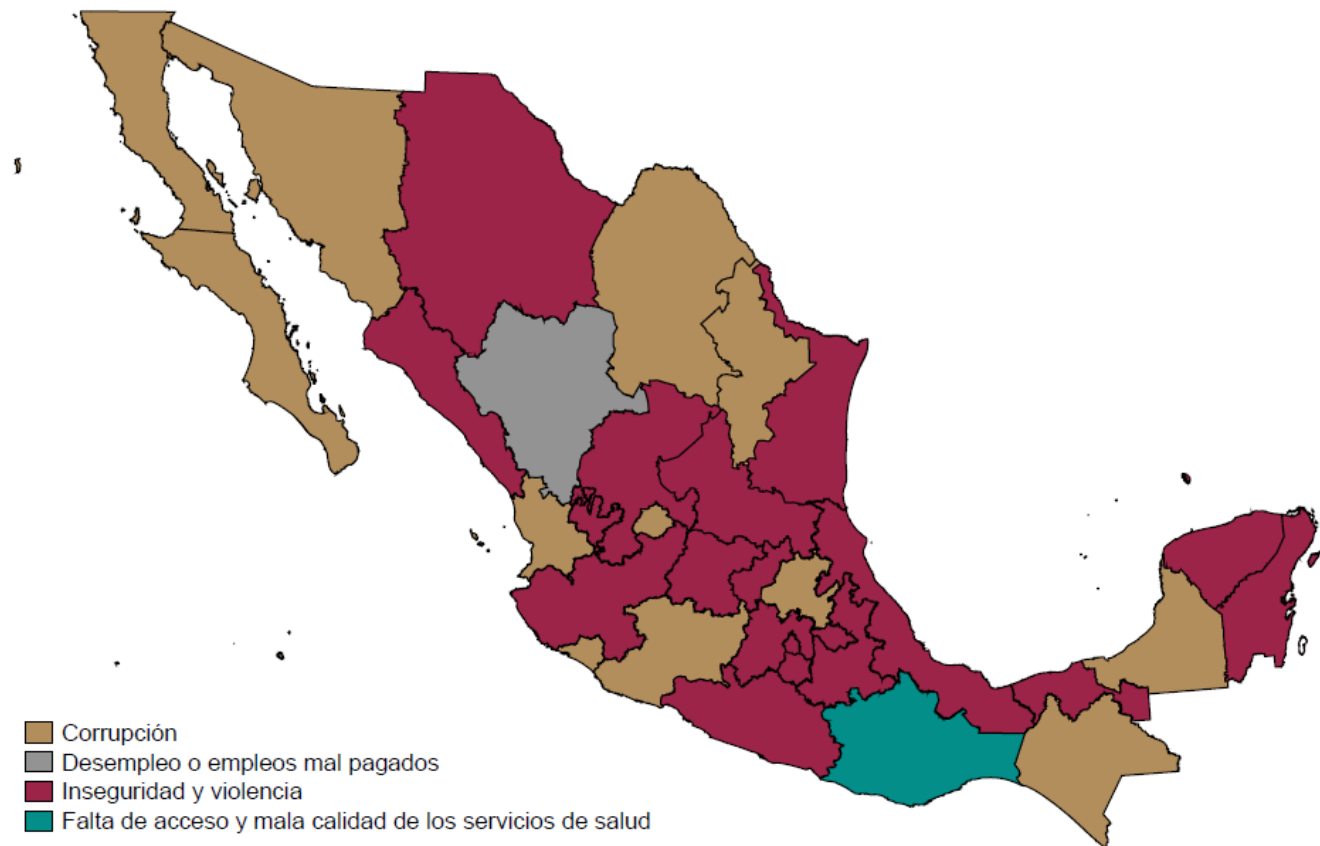 Corrupción
Desempleo o empleos mal pagados
Inseguridad y violencia
Falta de acceso y mala calidad de los servicios de salud